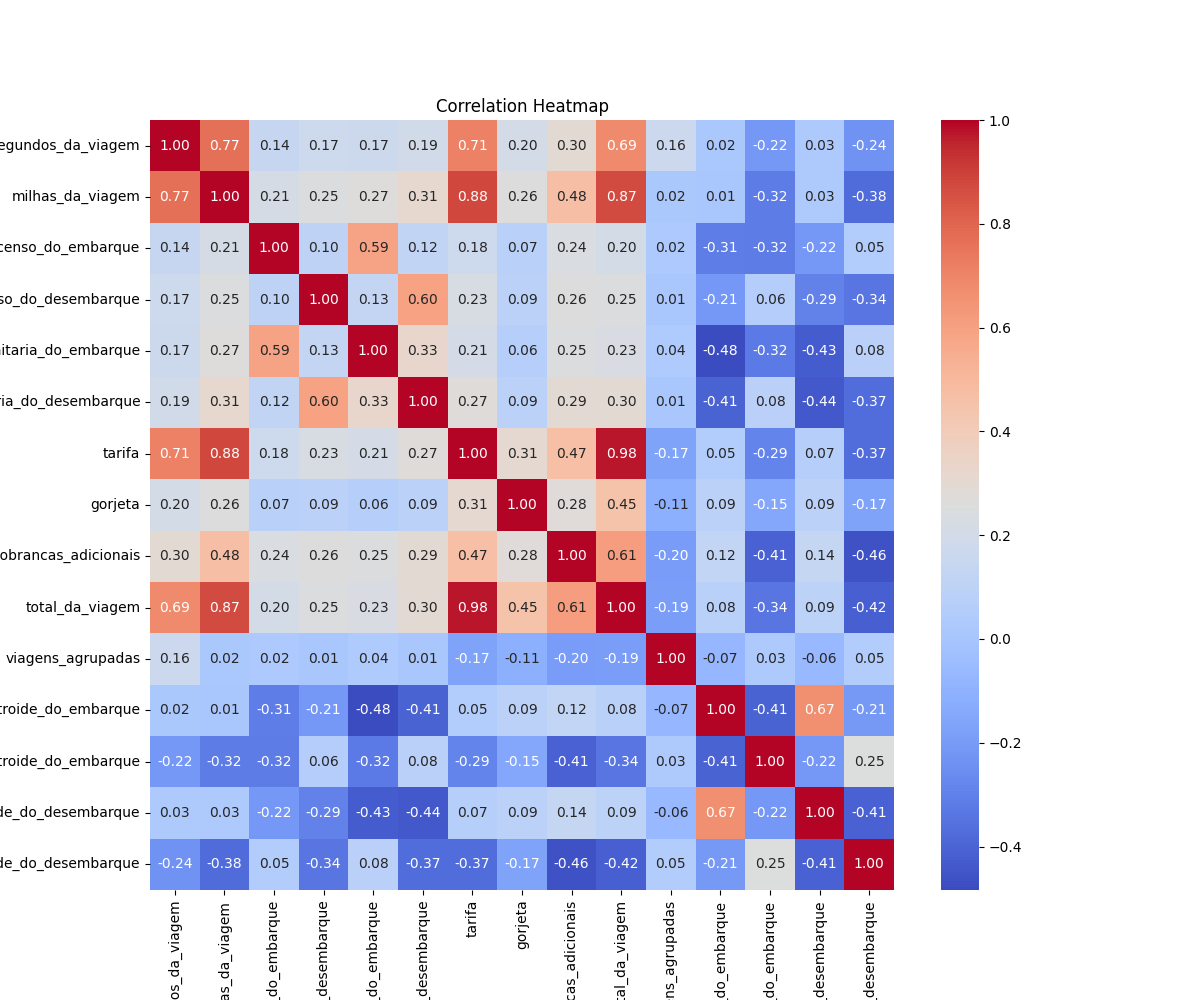 Correlation Heatmap
egundos_da_viagem 1.00 0.77 0.14 0.17 0.17 0.19 0.71 0.20 0.30 0.69 0.16 0.02 -0.22 0.03 -0.24
milhas_da_viagem 0.77 1.00 0.21 0.25 0.27 0.31 0.88 0.26 0.48 0.87 0.02 0.01 -0.32 0.03 -0.38
censo_do_embarque 0.14 0.21 1.00 0.10 0.59 0.12 0.18 0.07 0.24 0.20 0.02 -0.31 -0.32 -0.22 0.05
so_do_desembarque 0.17 0.25 0.10 1.00 0.13 0.60 0.23 0.09 0.26 0.25 0.01 -0.21 0.06 -0.29 -0.34
itaria_do_embarque 0.17 0.27 0.59 0.13 1.00 0.33 0.21 0.06 0.25 0.23 0.04 -0.48 -0.32 -0.43 0.08
ria_do_desembarque 0.19 0.31 0.12 0.60 0.33 1.00 0.27 0.09 0.29 0.30 0.01 -0.41 0.08 -0.44 -0.37
tarifa 0.71 0.88 0.18 0.23 0.21 0.27 1.00 0.31 0.47 0.98 -0.17 0.05 -0.29 0.07 -0.37
gorjeta 0.20 0.26 0.07 0.09 0.06 0.09 0.31 1.00 0.28 0.45 -0.11 0.09 -0.15 0.09 -0.17
obrancas_adicionais 0.30 0.48 0.24 0.26 0.25 0.29 0.47 0.28 1.00 0.61 -0.20 0.12 -0.41 0.14 -0.46
total_da_viagem 0.69 0.87 0.20 0.25 0.23 0.30 0.98 0.45 0.61 1.00 -0.19 0.08 -0.34 0.09 -0.42
viagens_agrupadas 0.16 0.02 0.02 0.01 0.04 0.01 -0.17 -0.11 -0.20 -0.19 1.00 -0.07 0.03 -0.06 0.05
troide_do_embarque 0.02 0.01 -0.31 -0.21 -0.48 -0.41 0.05 0.09 0.12 0.08 -0.07 1.00 -0.41 0.67 -0.21
troide_do_embarque -0.22 -0.32 -0.32 0.06 -0.32 0.08 -0.29 -0.15 -0.41 -0.34 0.03 -0.41 1.00 -0.22 0.25
de_do_desembarque 0.03 0.03 -0.22 -0.29 -0.43 -0.44 0.07 0.09 0.14 0.09 -0.06 0.67 -0.22 1.00 -0.41
de_do_desembarque -0.24 -0.38 0.05 -0.34 0.08 -0.37 -0.37 -0.17 -0.46 -0.42 0.05 -0.21 0.25 -0.41 1.00
os_da_viagem
as_da_viagem
_do_embarque
_desembarque
_do_embarque
_desembarque
tarifa
gorjeta
cas_adicionais
tal_da_viagem
ns_agrupadas
_do_embarque
_do_embarque
_desembarque
_desembarque
1.0
0.8
0.6
0.4
0.2
0.0
−0.2
−0.4